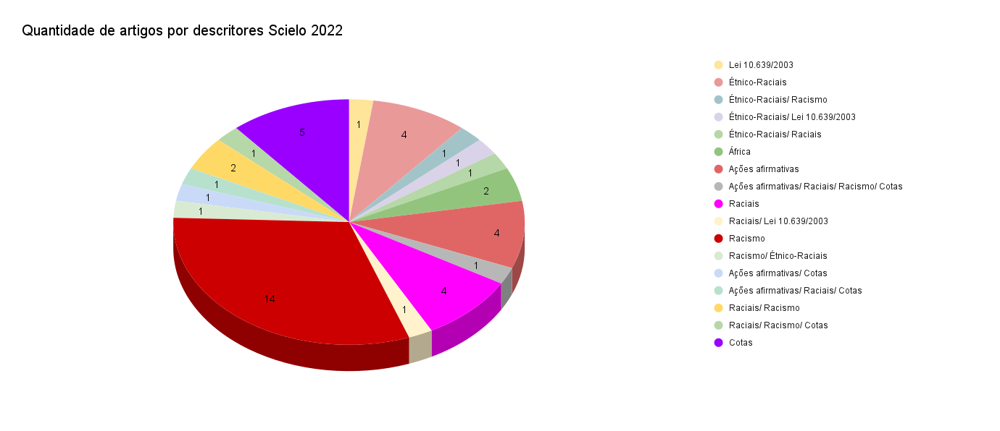 Quantidade de artigos por descritores Scielo 2022
Lei 10.639/2003
Étnico-Raciais
Étnico-Raciais/ Racismo
Étnico-Raciais/ Lei 10.639/2003
Étnico-Raciais/ Raciais
África
Ações afirmativas
Ações afirmativas/ Raciais/ Racismo/ Cotas
Raciais
Raciais/ Lei 10.639/2003
Racismo
Racismo/ Étnico-Raciais
Ações afirmativas/ Cotas
Ações afirmativas/ Raciais/ Cotas
Raciais/ Racismo
Raciais/ Racismo/ Cotas
Cotas
1
4
1
1
1
2
4
1
4
1
14
1
1
1
2
1
5